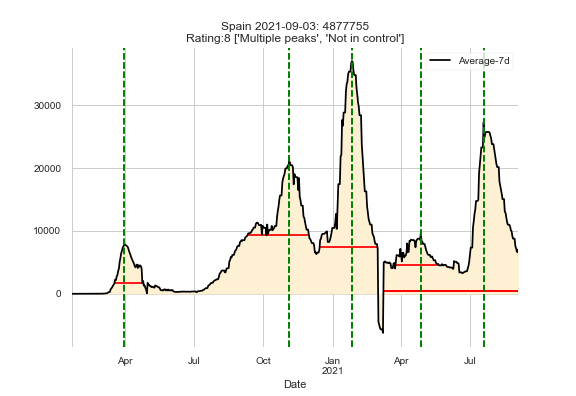 Spain 2021-09-03: 4877755
Rating:8 ['Multiple peaks', 'Not in control']
Average-7d
30000
20000
10000
0
Apr
Jul
Oct
Jan
2021
Apr
Jul
Date